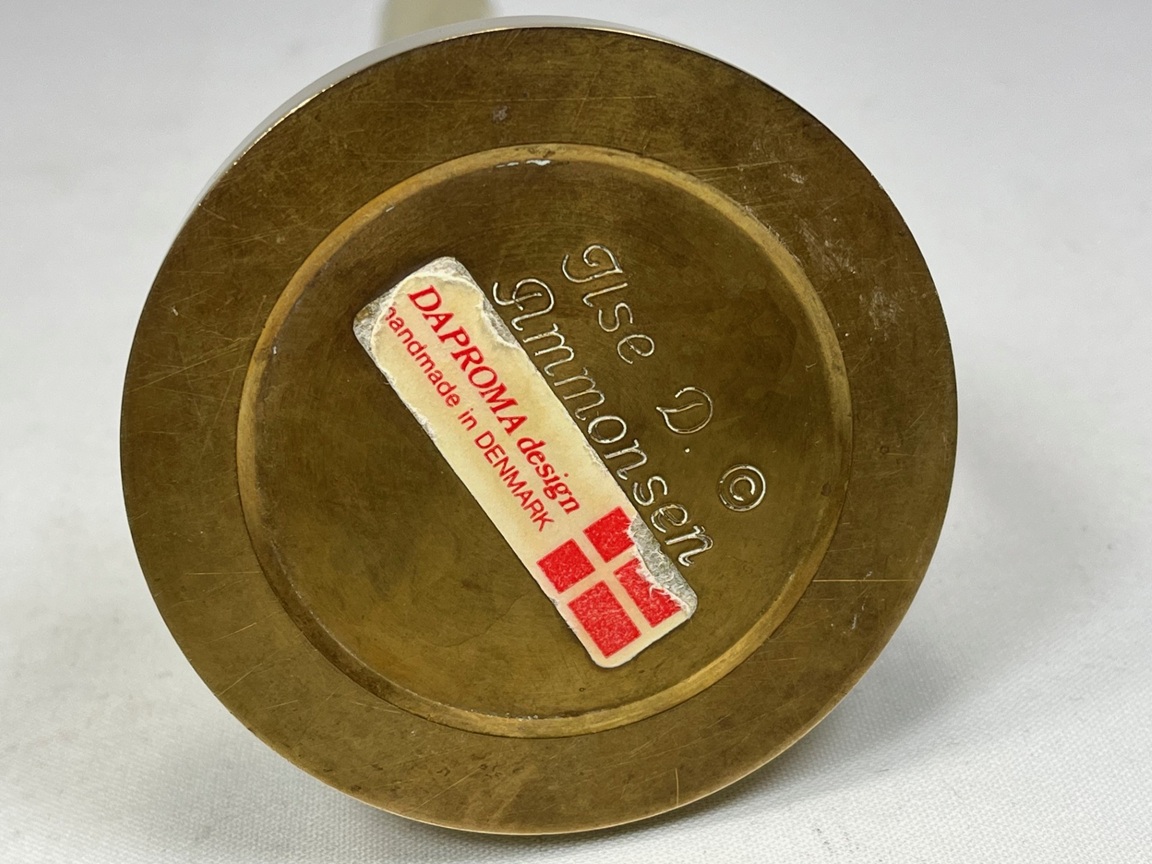 Ilse D. ©
Ammonsen
DAPROMA design
handmade in DENMARK